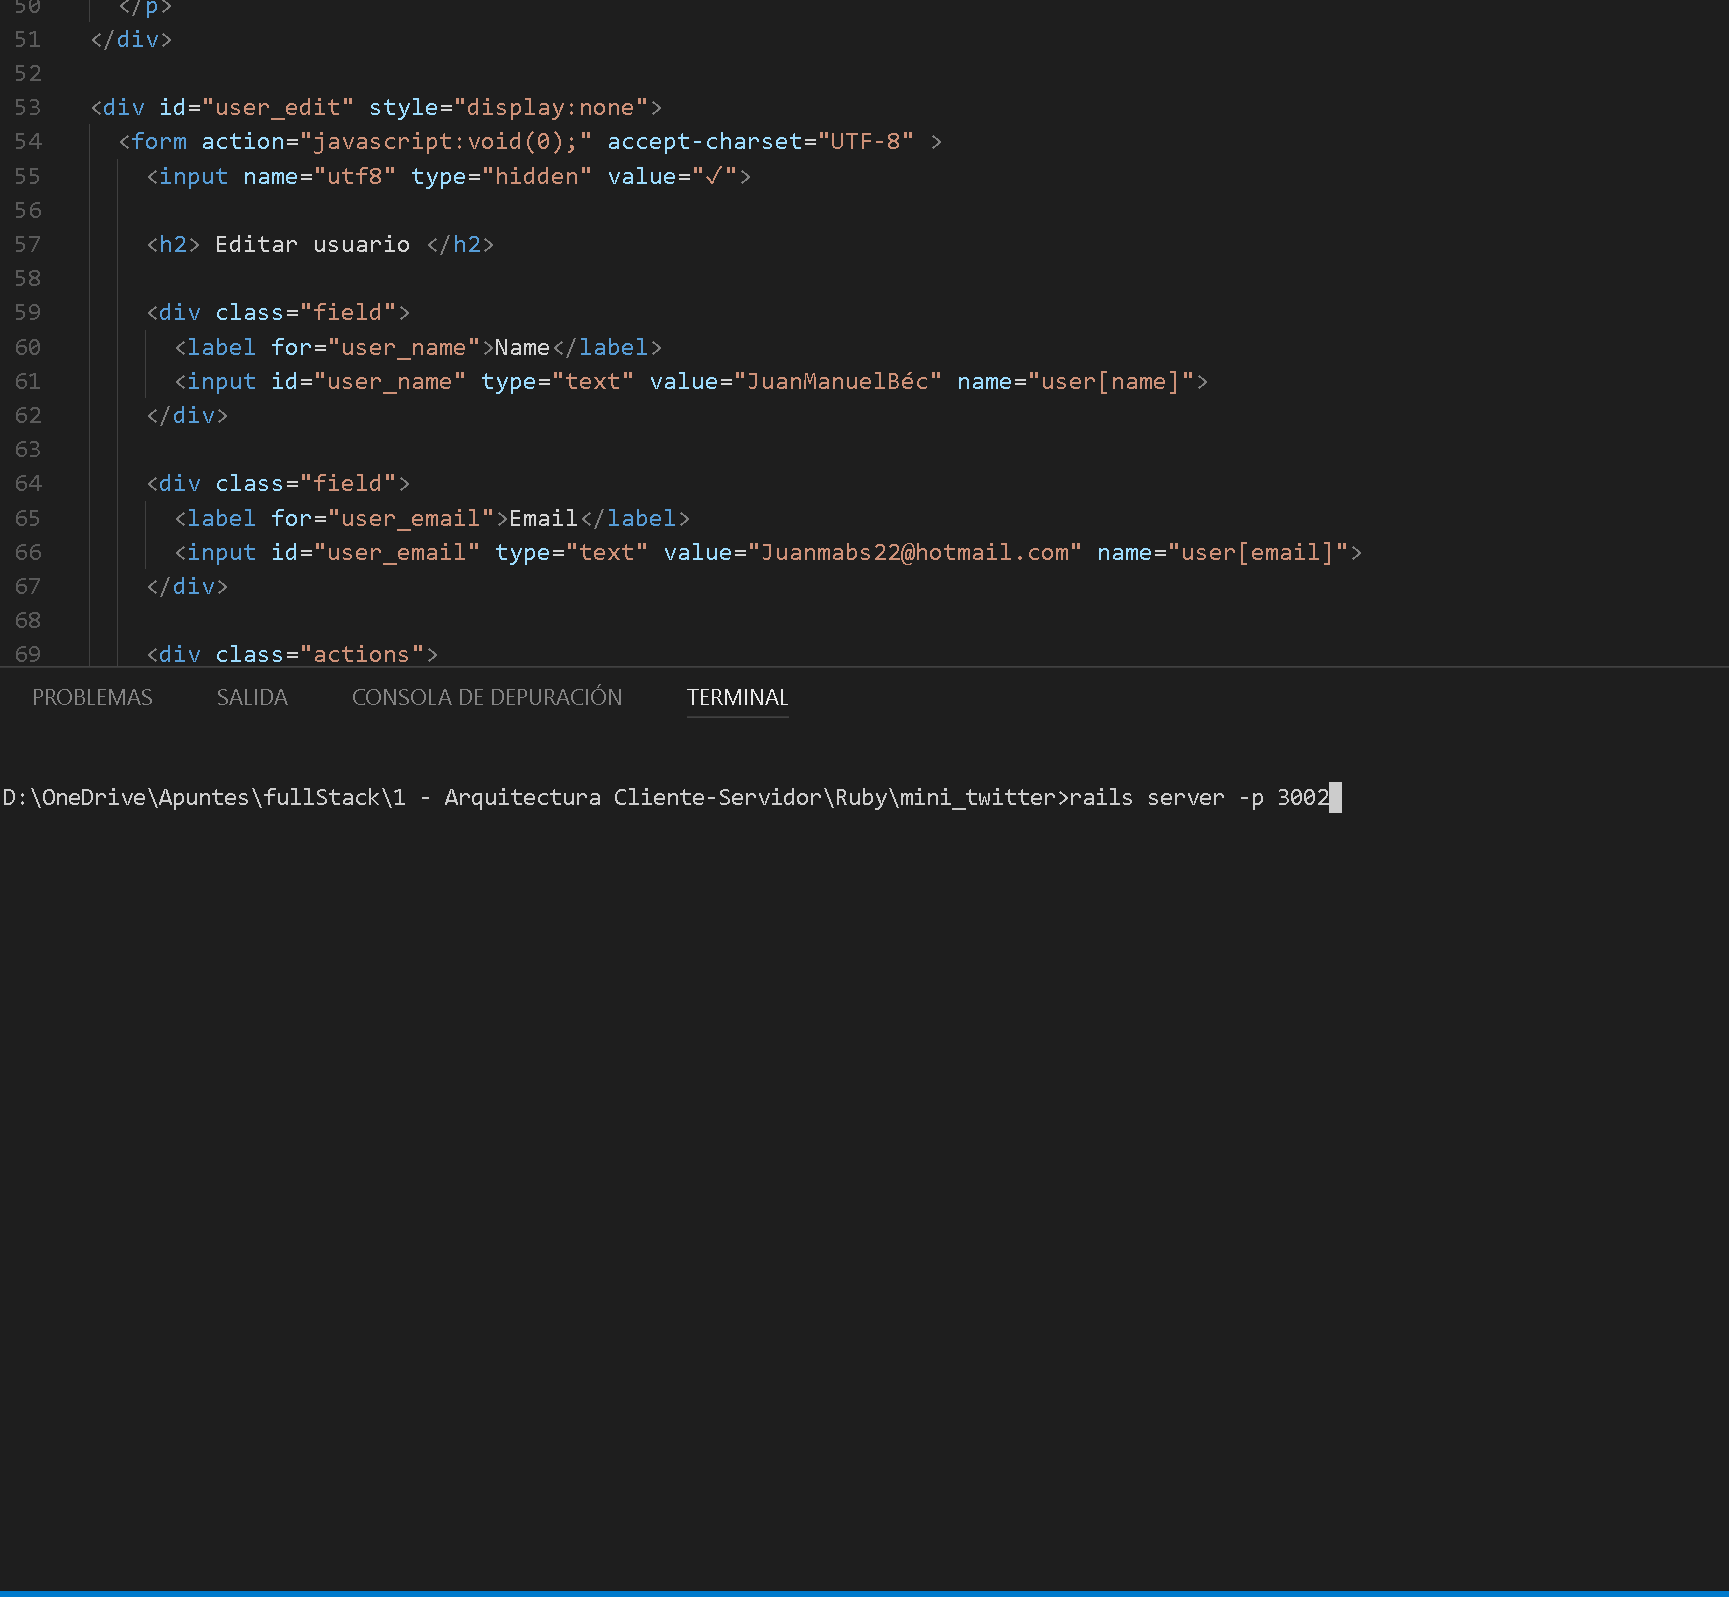 50 </p>
51 </div>
52
53 <div id="user_edit" style="display:none">
54 <form action="javascript:void(0);" accept-charset="UTF-8" >
55 <input name="utf8" type="hidden" value="✓">
56
57 <h2> Editar usuario </h2>
58
59 <div class="field">
60 <label for="user_name">Name</label>
61 <input id="user_name" type="text" value="JuanManuelBéc" name="user[name]">
62 </div>
63
64 <div class="field">
65 <label for="user_email">Email</label>
66 <input id="user_email" type="text" value="Juanmabs22@hotmail.com" name="user[email]">
67 </div>
68
69 <div class="actions">
PROBLEMAS SALIDA CONSOLA DE DEPURACIÓN TERMINAL
D:\OneDrive\Apuntes\fullStack\1 - Arquitectura Cliente-Servidor\Ruby\mini_twitter>rails server -p 3002